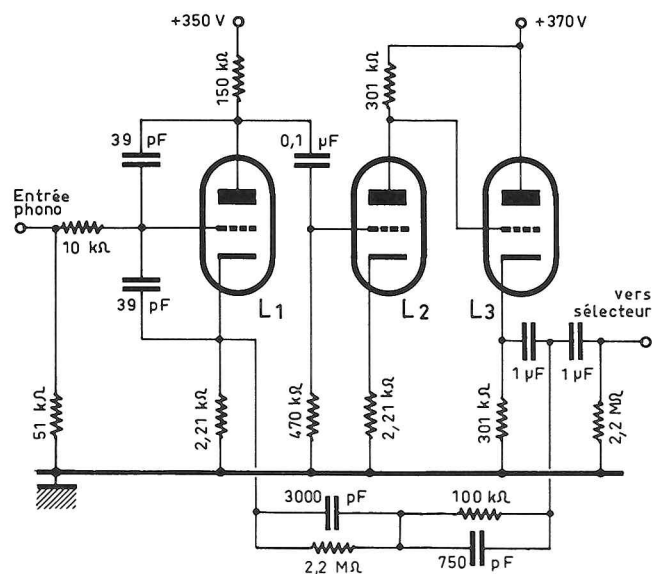 +350 V
+370V
150 kΩ
301 kΩ
39 pF
0,1 µF
Entrée
phono
10 kΩ
39 pF
L1
L2
L3
vers
sélecteur
1 µF
1 µF
51 kΩ
2,21 kΩ
470 kΩ
2,21 kΩ
301 kΩ
2,2 MΩ
3000 pF
100 kΩ
2,2 MΩ
750 pF